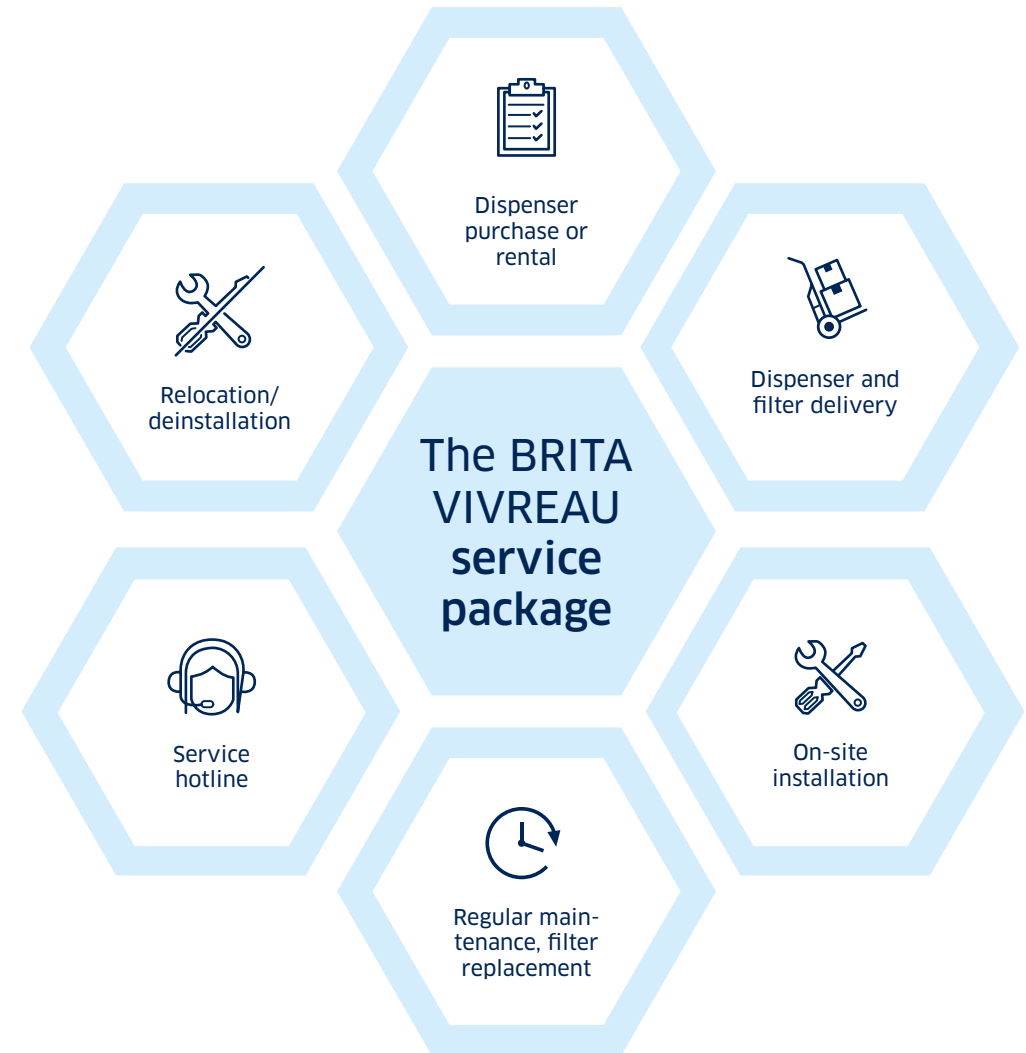 Dispenser
purchase or
rental
Dispenser and
filter delivery
Relocation/
deinstallation
The BRITA
VIVREAU
service
package
On-site
installation
Service
hotline
Regular main-
tenance, filter
replacement